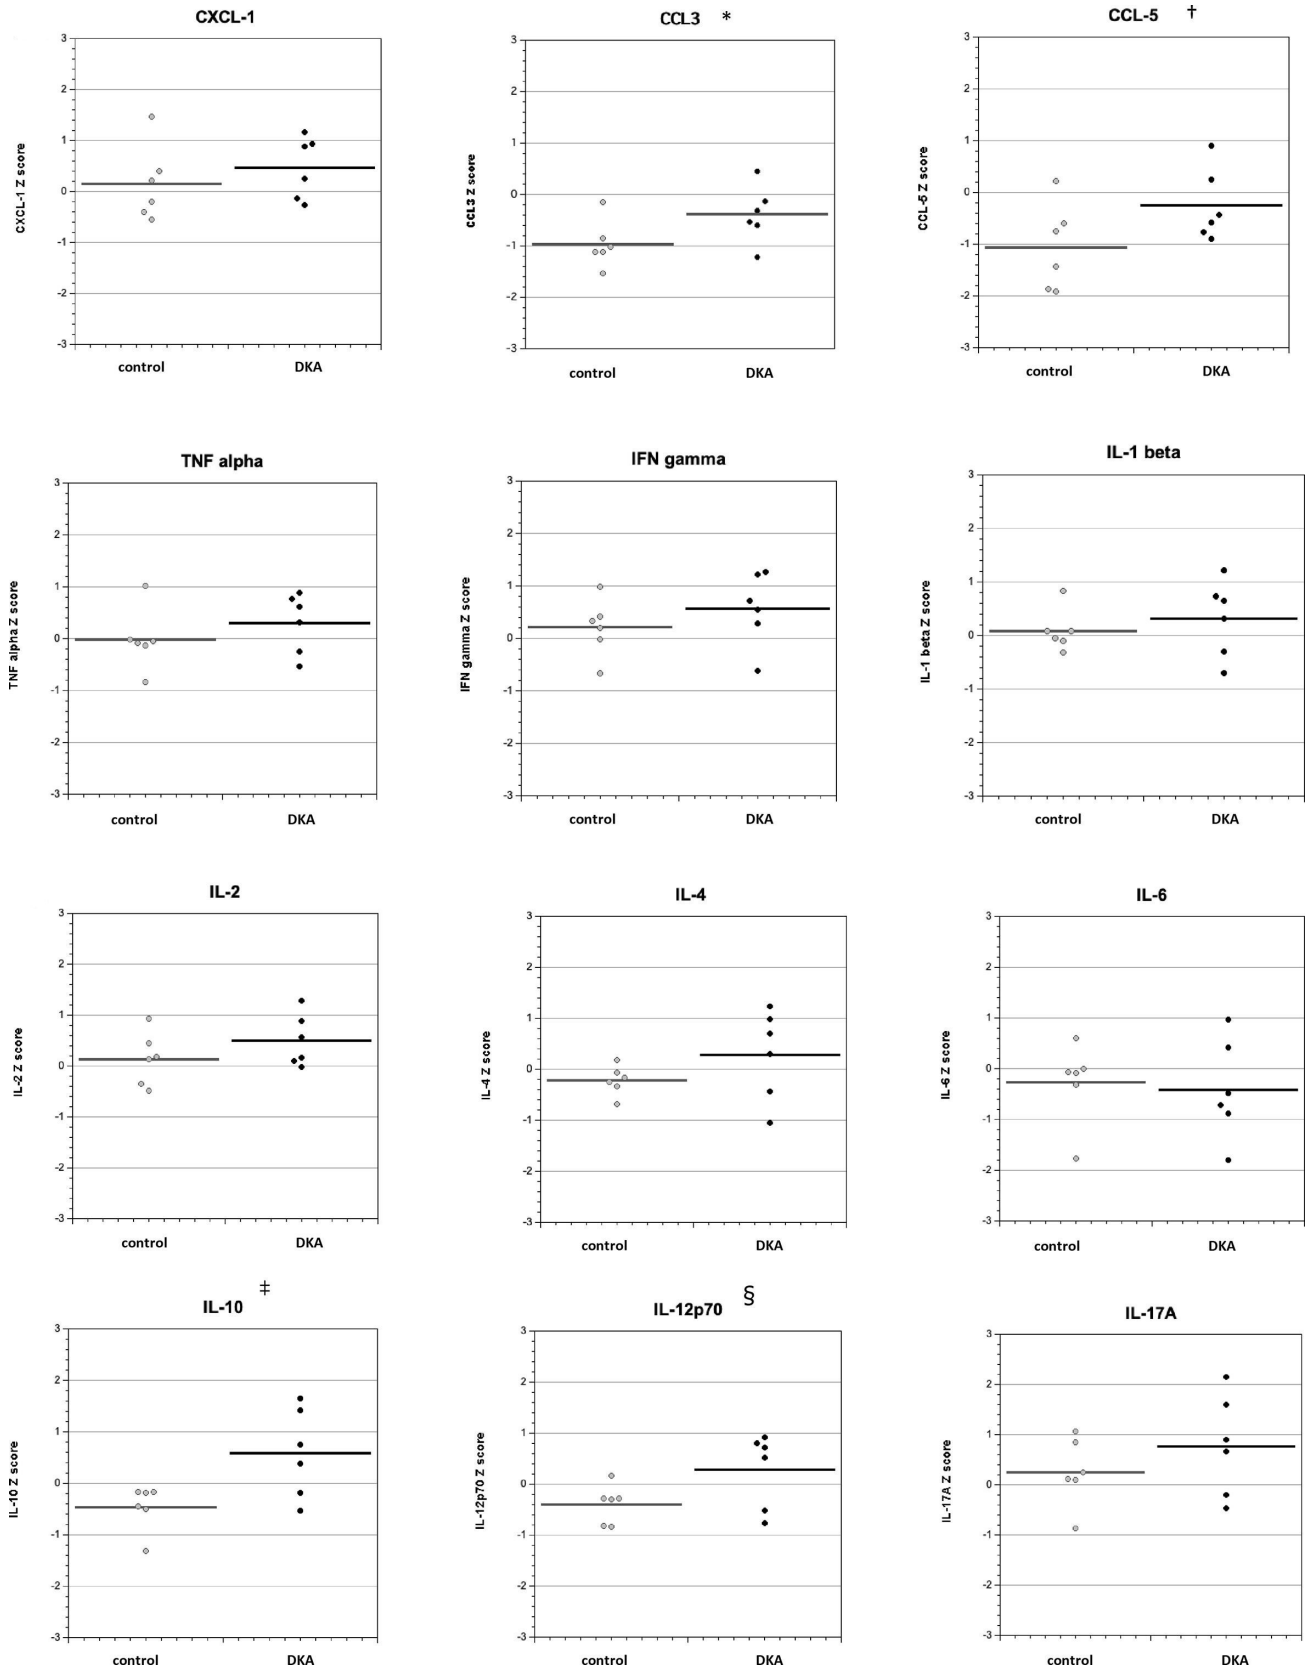 CXCL-1
CXCL-1 Z score
3
2
1
0
-1
-2
-3
control DKA
CCL3 *
CCL3 Z score
3
2
1
0
-1
-2
-3
control DKA
CCL-5 †
CCL-5 Z score
3
2
1
0
-1
-2
-3
control DKA
TNF alpha
TNF alpha Z score
3
2
1
0
-1
-2
-3
control DKA
IFN gamma
IFN gamma Z score
3
2
1
0
-1
-2
-3
control DKA
IL-1 beta
IL-1 beta Z score
3
2
1
0
-1
-2
-3
control DKA
IL-2
IL-2 Z score
3
2
1
0
-1
-2
-3
control DKA
IL-4
IL-4 Z score
3
2
1
0
-1
-2
-3
control DKA
IL-6
IL-6 Z score
3
2
1
0
-1
-2
-3
control DKA
IL-10 ‡
IL-10 Z score
3
2
1
0
-1
-2
-3
control DKA
IL-12p70 §
IL-12p70 Z score
3
2
1
0
-1
-2
-3
control DKA
IL-17A
IL-17A Z score
3
2
1
0
-1
-2
-3
control DKA